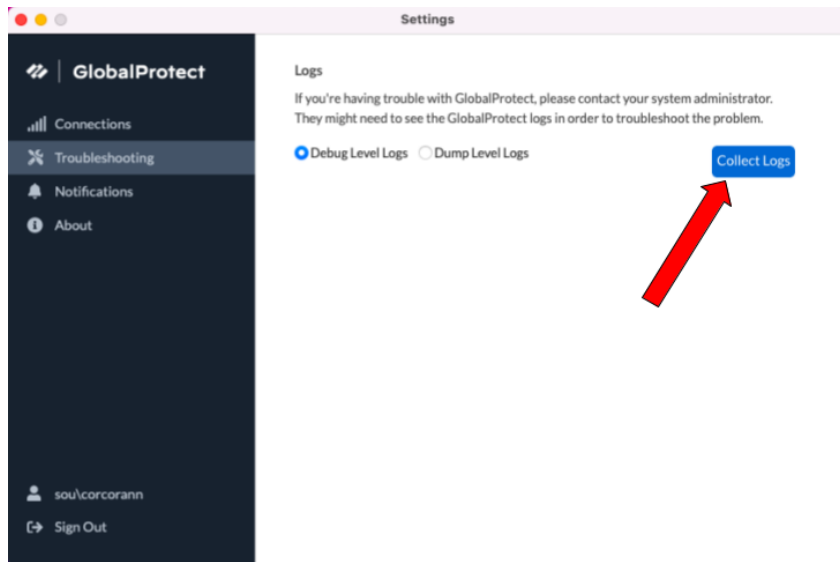 Settings
GlobalProtect
Connections
Troubleshooting
Notifications
About
sou\corcorann
Sign Out
Logs
If you're having trouble with GlobalProtect, please contact your system administrator.
They might need to see the GlobalProtect logs in order to troubleshoot the problem.
Debug Level Logs Dump Level Logs
Collect Logs